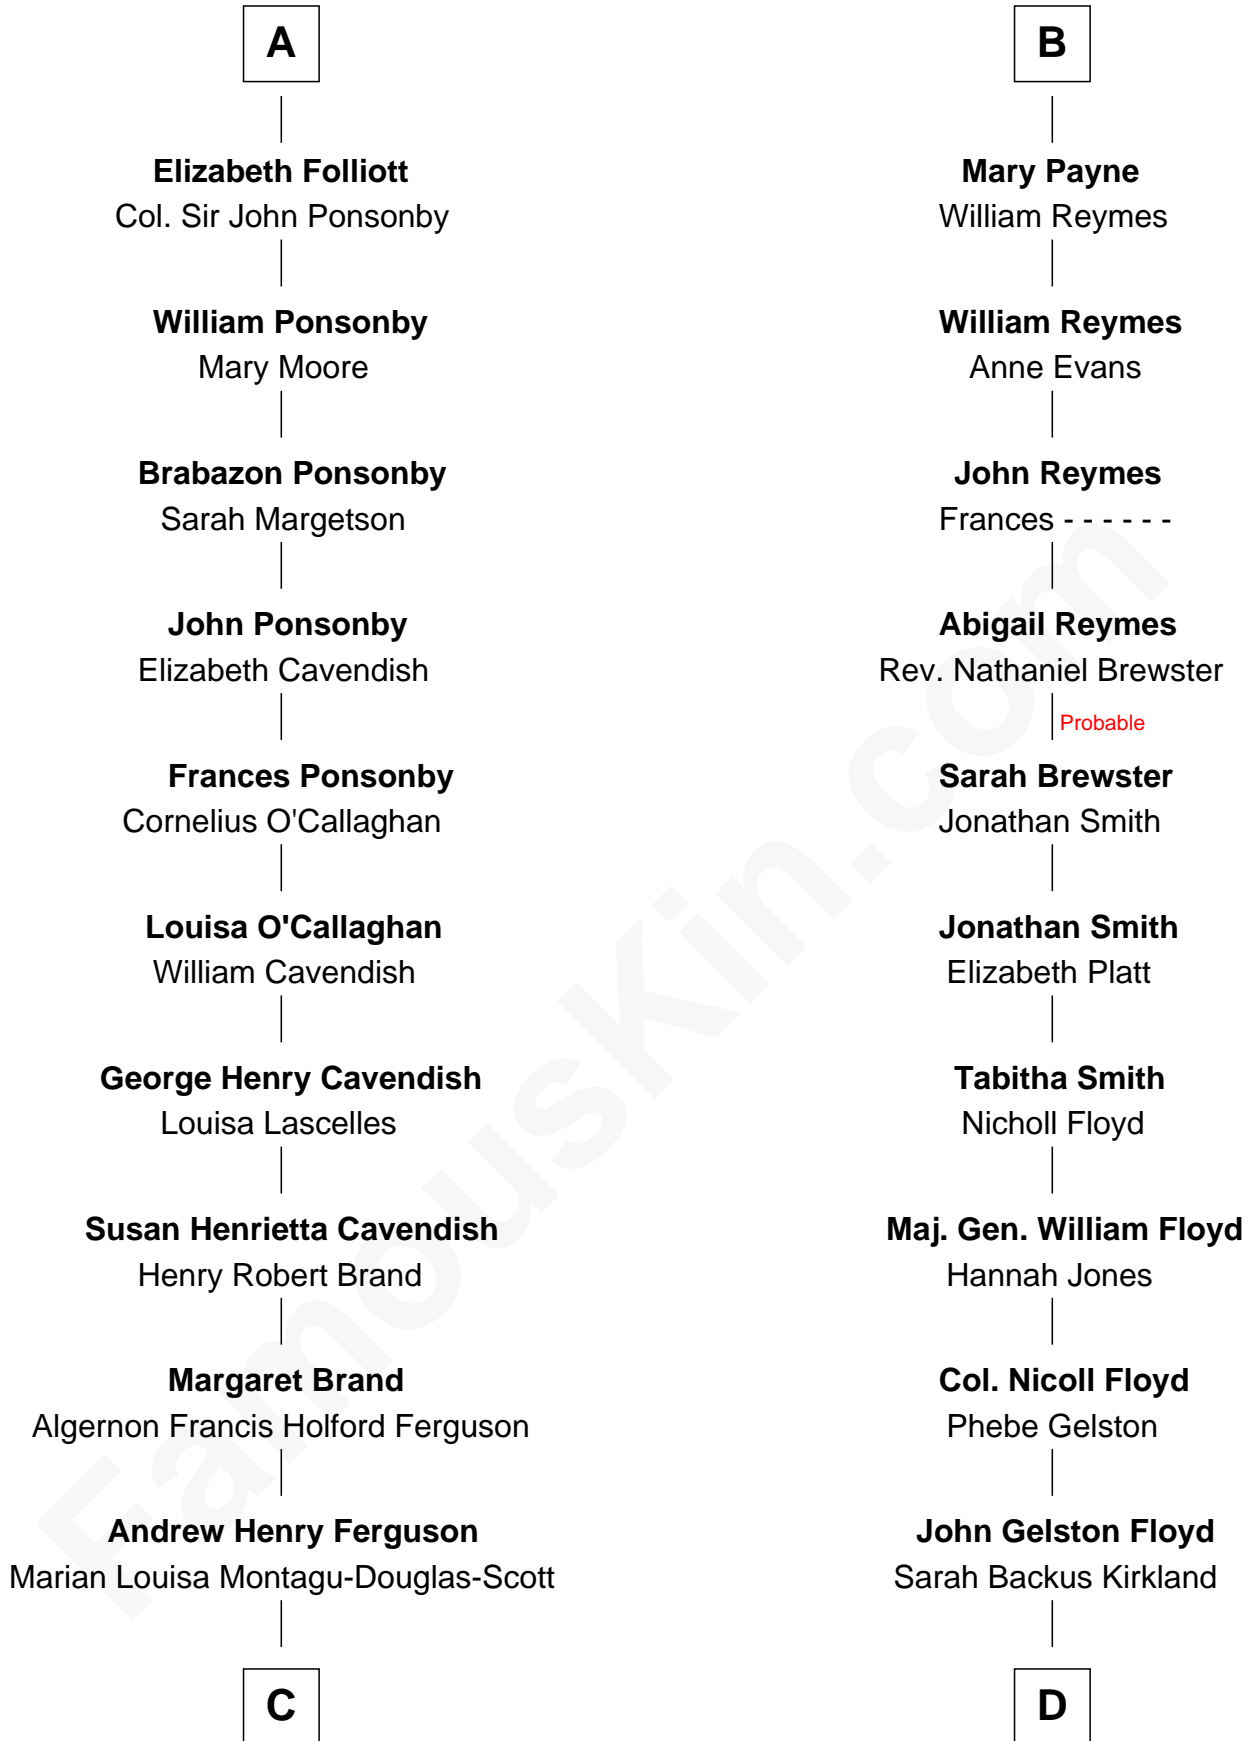 A
Elizabeth Folliott
Col. Sir John Ponsonby
William Ponsonby
Mary Moore
Brabazon Ponsonby
Sarah Margetson
John Ponsonby
Elizabeth Cavendish
Frances Ponsonby
Cornelius O'Callaghan
Louisa O'Callaghan
William Cavendish
George Henry Cavendish
Louisa Lascelles
Susan Henrietta Cavendish
Henry Robert Brand
Margaret Brand
Algernon Francis Holford Ferguson
Andrew Henry Ferguson
Marian Louisa Montagu-Douglas-Scott
C
B
Mary Payne
William Reymes
William Reymes
Anne Evans
John Reymes
Frances - - - - - -
Abigail Reymes
Rev. Nathaniel Brewster
Probable
Sarah Brewster
Jonathan Smith
Jonathan Smith
Elizabeth Platt
Tabitha Smith
Nicholl Floyd
Maj. Gen. William Floyd
Hannah Jones
Col. Nicoll Floyd
Phebe Gelston
John Gelston Floyd
Sarah Backus Kirkland
D
FamousKin.com